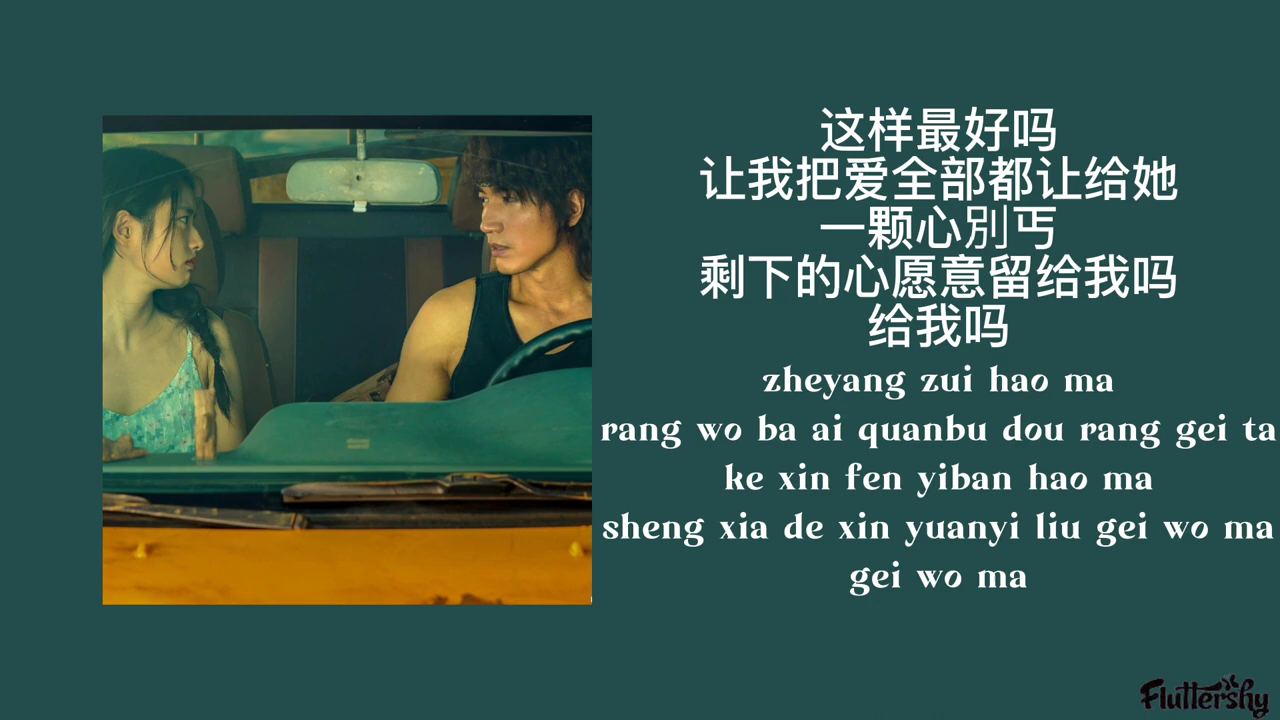 这样最好吗
让我把爱全部都让给她
一颗心別丐
剩下的心愿意留给我吗
给我吗
zheyang zui hao ma
rang wo ba ai quanbu dou rang gei ta
ke xin fen yiban hao ma
sheng xia de xin yuanyi liu gei wo ma
gei wo ma
Fluttershy